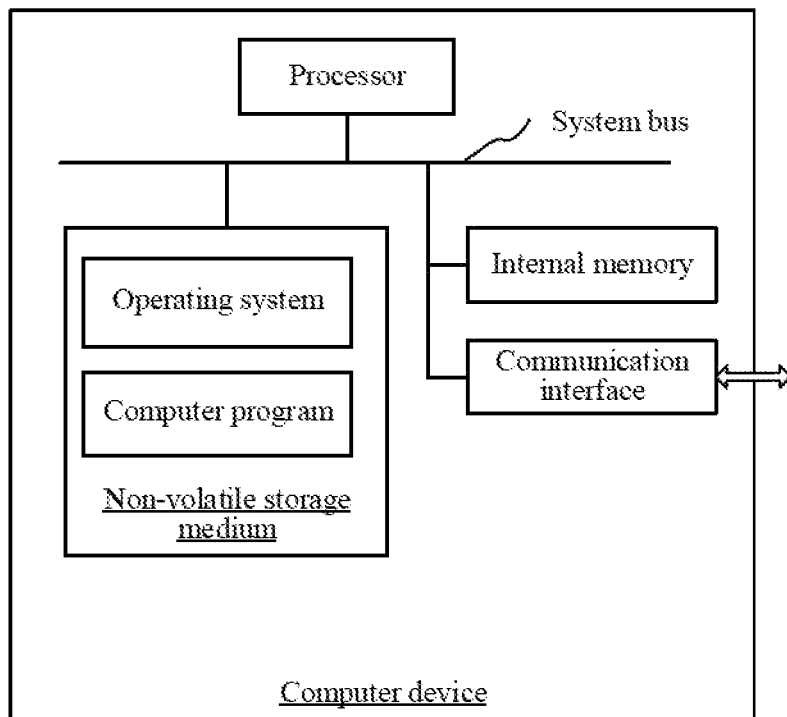 Processor
System bus
Operating system
Computer program
Non-volatile storage
medium
Internal memory
Communication
interface
Computer device